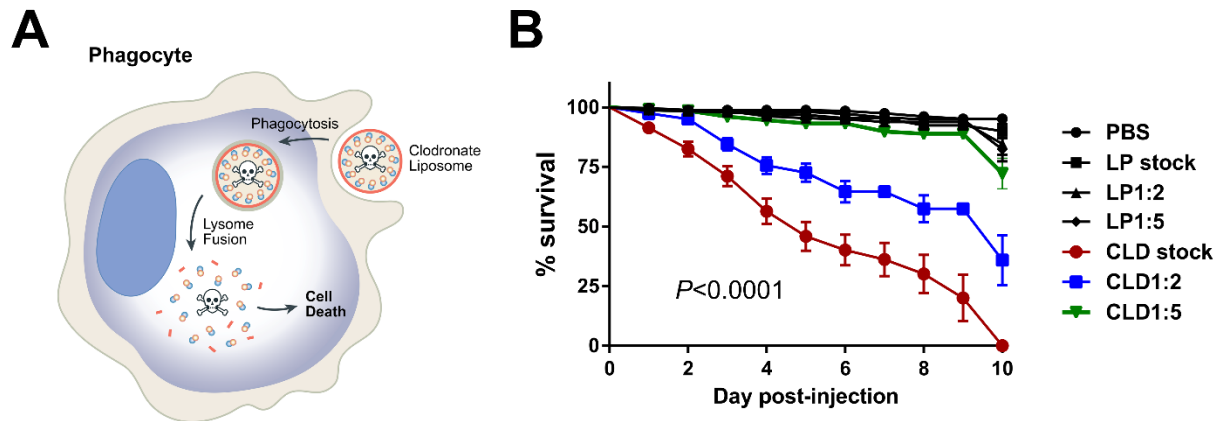 A
Phagocyte
Phagocytosis
Clodronate
Liposome
Lysome
Fusion
Cell
Death
B
% survival
100
75
50
25
0
P<0.0001
0 2 4 6 8 10
Day post-injection
PBS
LP stock
LP1:2
LP1:5
CLD stock
CLD1:2
CLD1:5